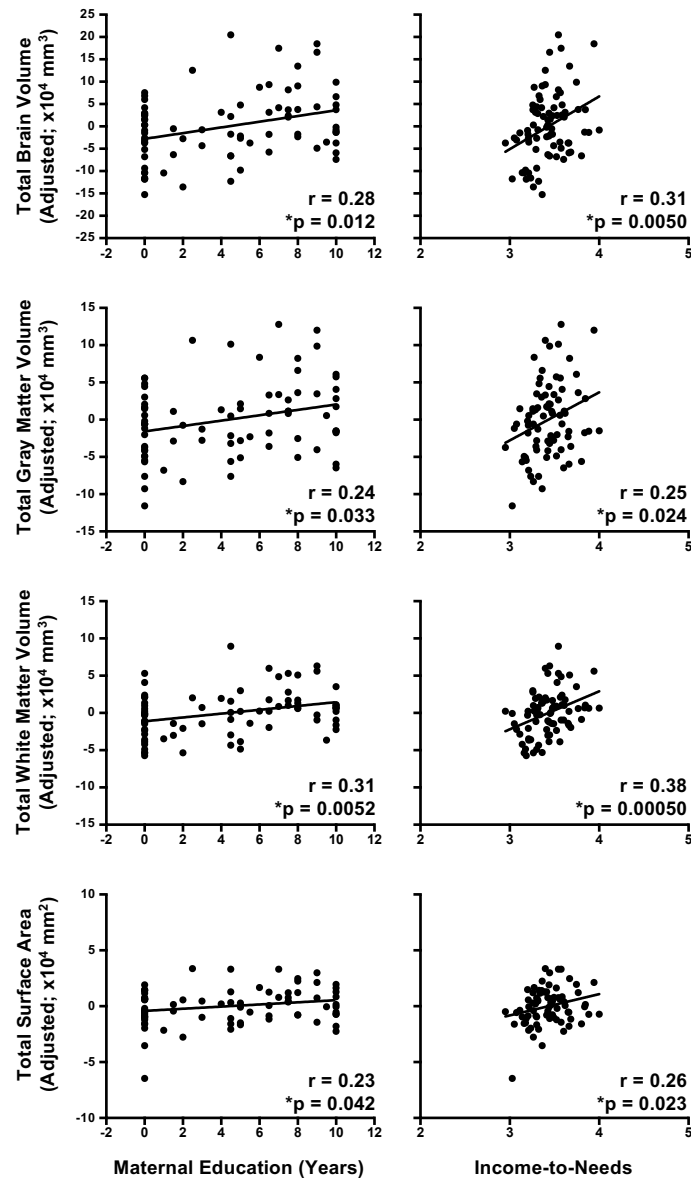 Total Brain Volume
(Adjusted; x10⁴ mm³)
25
20
15
10
5
0
-5
-10
-15
-20
25
-2 0 2 4 6 8 10 12
r = 0.28
*p = 0.012
2 3 4 5
r = 0.31
*p = 0.0050
Total Gray Matter Volume
(Adjusted; x10⁴ mm³)
15
10
5
0
-5
-10
-15
-2 0 2 4 6 8 10 12
r = 0.24
*p = 0.033
2 3 4 5
r = 0.25
*p = 0.024
Total White Matter Volume
(Adjusted; x10⁴ mm³)
15
10
5
0
-5
-10
-15
-2 0 2 4 6 8 10 12
r = 0.31
*p = 0.0052
2 3 4 5
r = 0.38
*p = 0.00050
Total Surface Area
(Adjusted; x10⁴ mm²)
10
5
0
-5
-10
-2 0 2 4 6 8 10 12
r = 0.23
*p = 0.042
2 3 4 5
r = 0.26
*p = 0.023
Maternal Education (Years)
Income-to-Needs